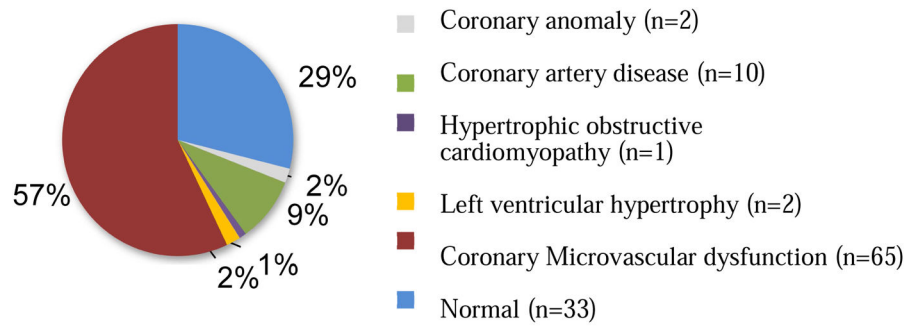 Coronary anomaly (n=2)
29%
Coronary artery disease (n=10)
Hypertrophic obstructive
cardiomyopathy (n=1)
57%
2%
9%
Left ventricular hypertrophy (n=2)
Coronary Microvascular dysfunction (n=65)
2%
1%
Normal (n=33)